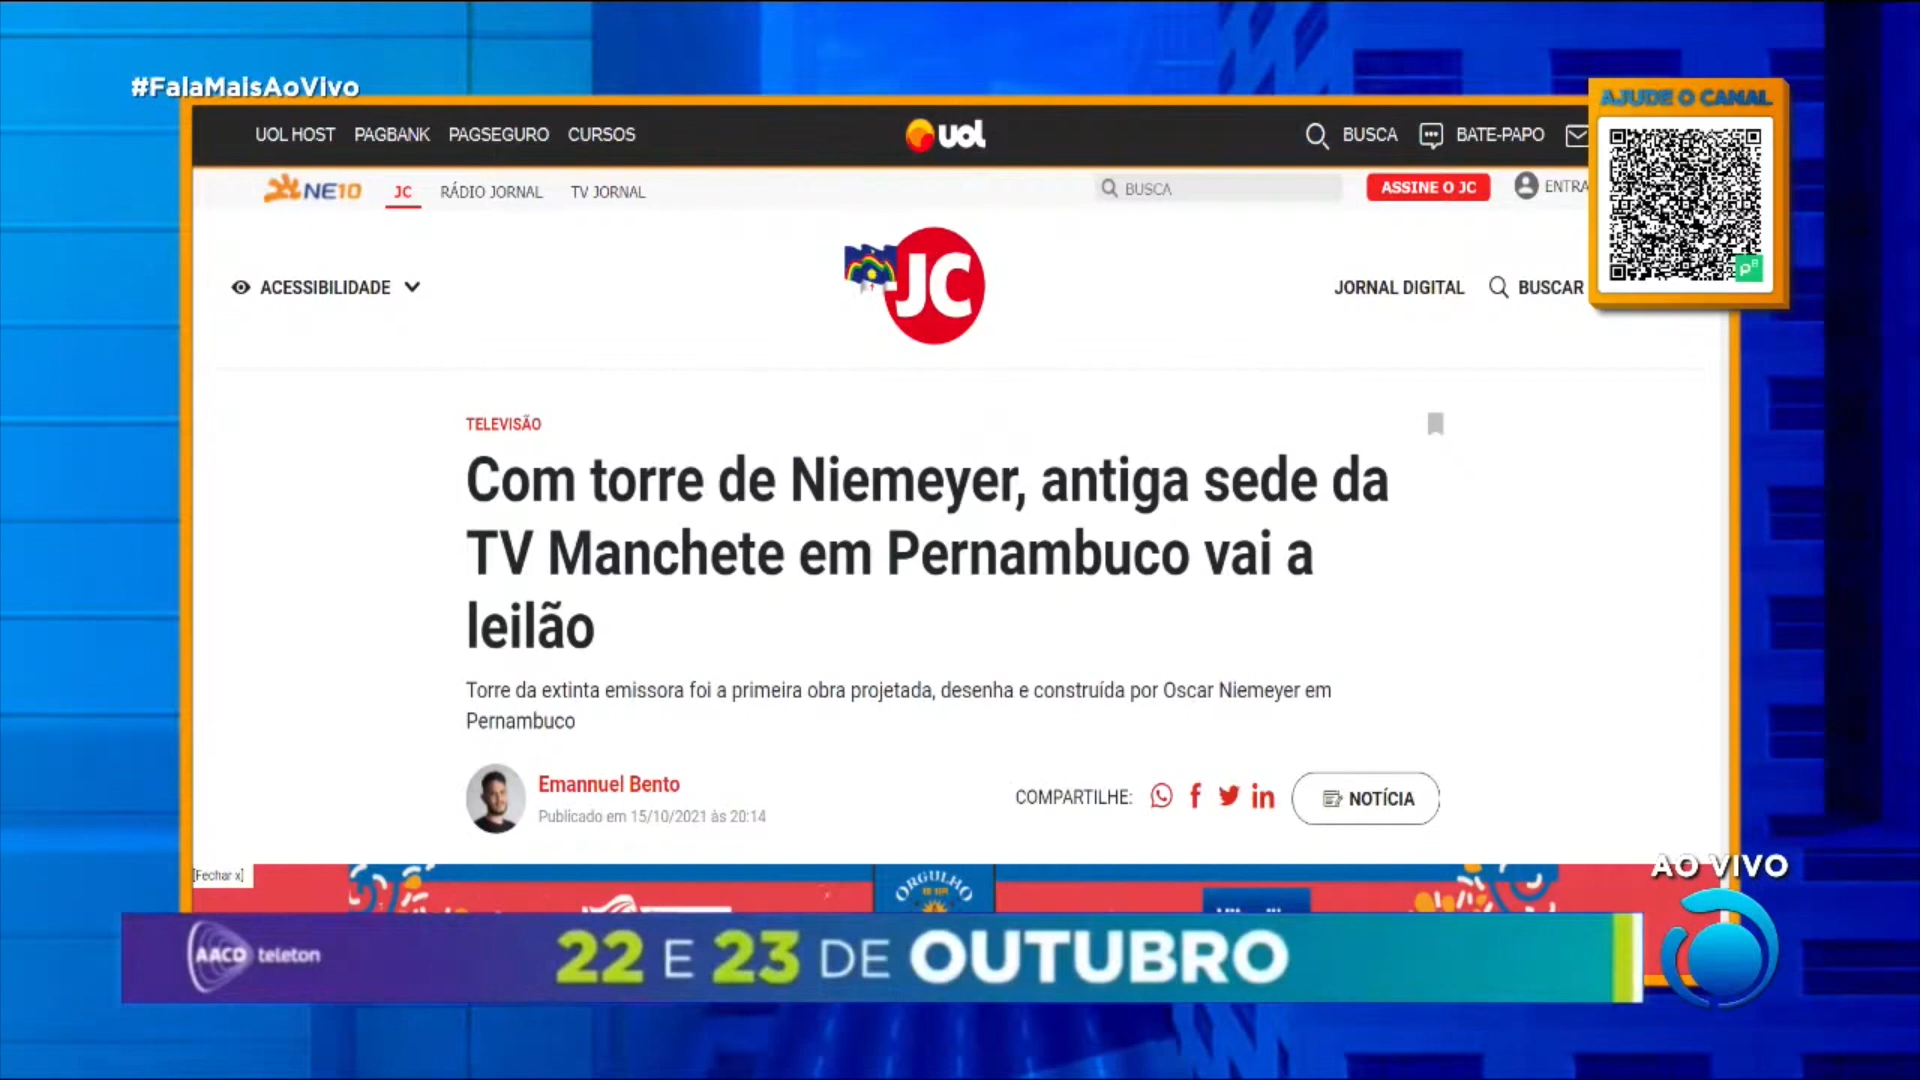 #FalaMaisAoVivo
AJUDE O CANAL
UOL HOST PAGBANK PAGSEGURO CURSOS
UOL
BUSCA BATE-PAPO
NE10 JC RÁDIO JORNAL TV JORNAL
BUSCA
ASSINE O JC
ENTRA
ACESSIBILIDADE
JC
JORNAL DIGITAL BUSCAR
TELEVISÃO
Com torre de Niemeyer, antiga sede da
TV Manchete em Pernambuco vai a
leilão
Torre da extinta emissora foi a primeira obra projetada, desenha e construída por Oscar Niemeyer em
Pernambuco
Emannuel Bento
Publicado em 15/10/2021 às 20:14
COMPARTILHE:
NOTÍCIA
[Fechar x]
ORGULHO
AO VIVO
AACD teleton
22 E 23 DE OUTUBRO